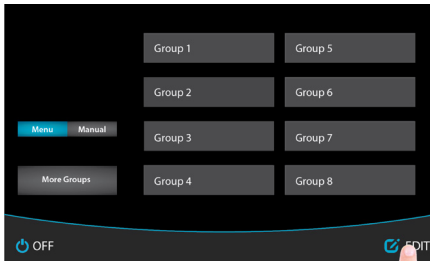 Group 1
Group 5
Group 2
Group 6
Menu
Manual
Group 3
Group 7
More Groups
Group 4
Group 8
OFF
EDIT